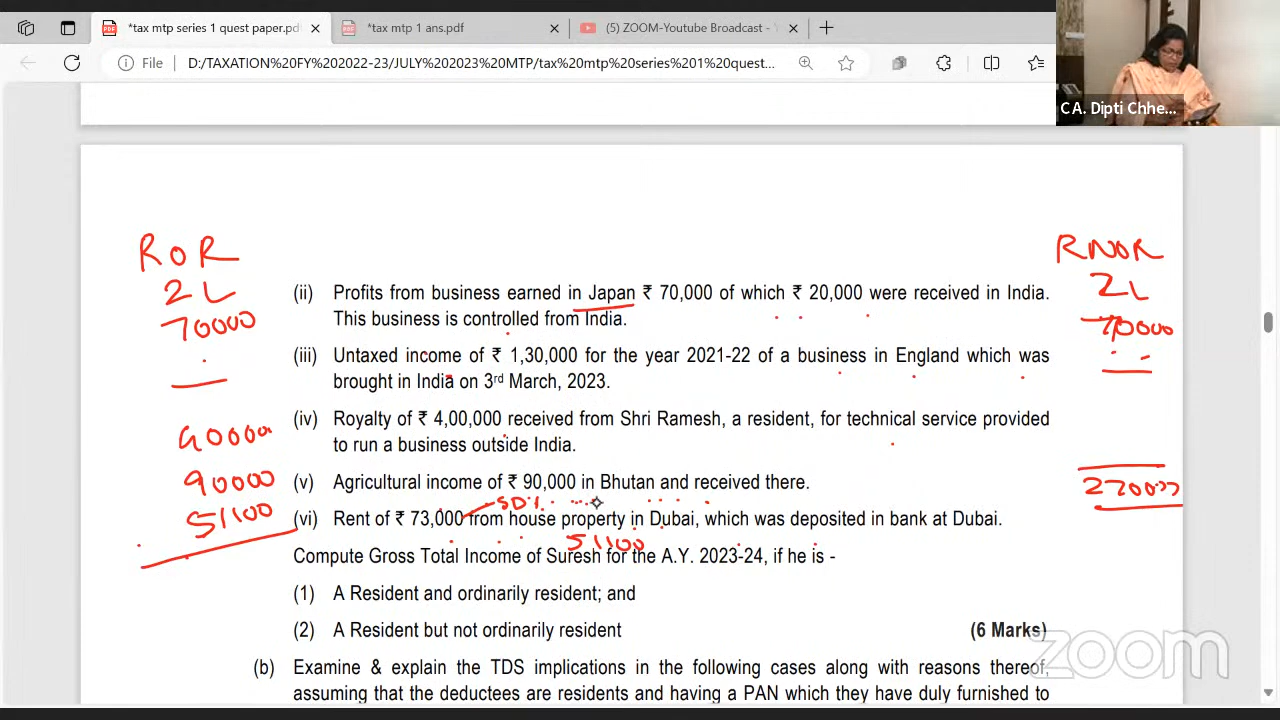 *tax mtp series 1 quest paper.pdf
*tax mtp 1 ans.pdf
(5) ZOOM-Youtube Broadcast - '
File
D:/TAXATION%20FY%202022-23/JULY%202023%20MTP/tax%20mtp%20series%201%20quest...
C A. Dipti Chhe...
ROR
RNOR
2L
2L
(ii) Profits from business earned in Japan ₹ 70,000 of which ₹ 20,000 were received in India.
This business is controlled from India.
70000
70000
(iii) Untaxed income of ₹ 1,30,000 for the year 2021-22 of a business in England which was
brought in India on 3rd March, 2023.
(iv) Royalty of ₹ 4,00,000 received from Shri Ramesh, a resident, for technical service provided
to run a business outside India.
(v) Agricultural income of ₹ 90,000 in Bhutan and received there.
90000
51100
(vi) Rent of ₹ 73,000 from house property in Dubai, which was deposited in bank at Dubai.
51100
Compute Gross Total Income of Suresh for the A.Y. 2023-24, if he is -
(1) A Resident and ordinarily resident; and
(2) A Resident but not ordinarily resident (6 Marks)
zoom
(b) Examine & explain the TDS implications in the following cases along with reasons thereof,
assuming that the deductees are residents and having a PAN which they have duly furnished to